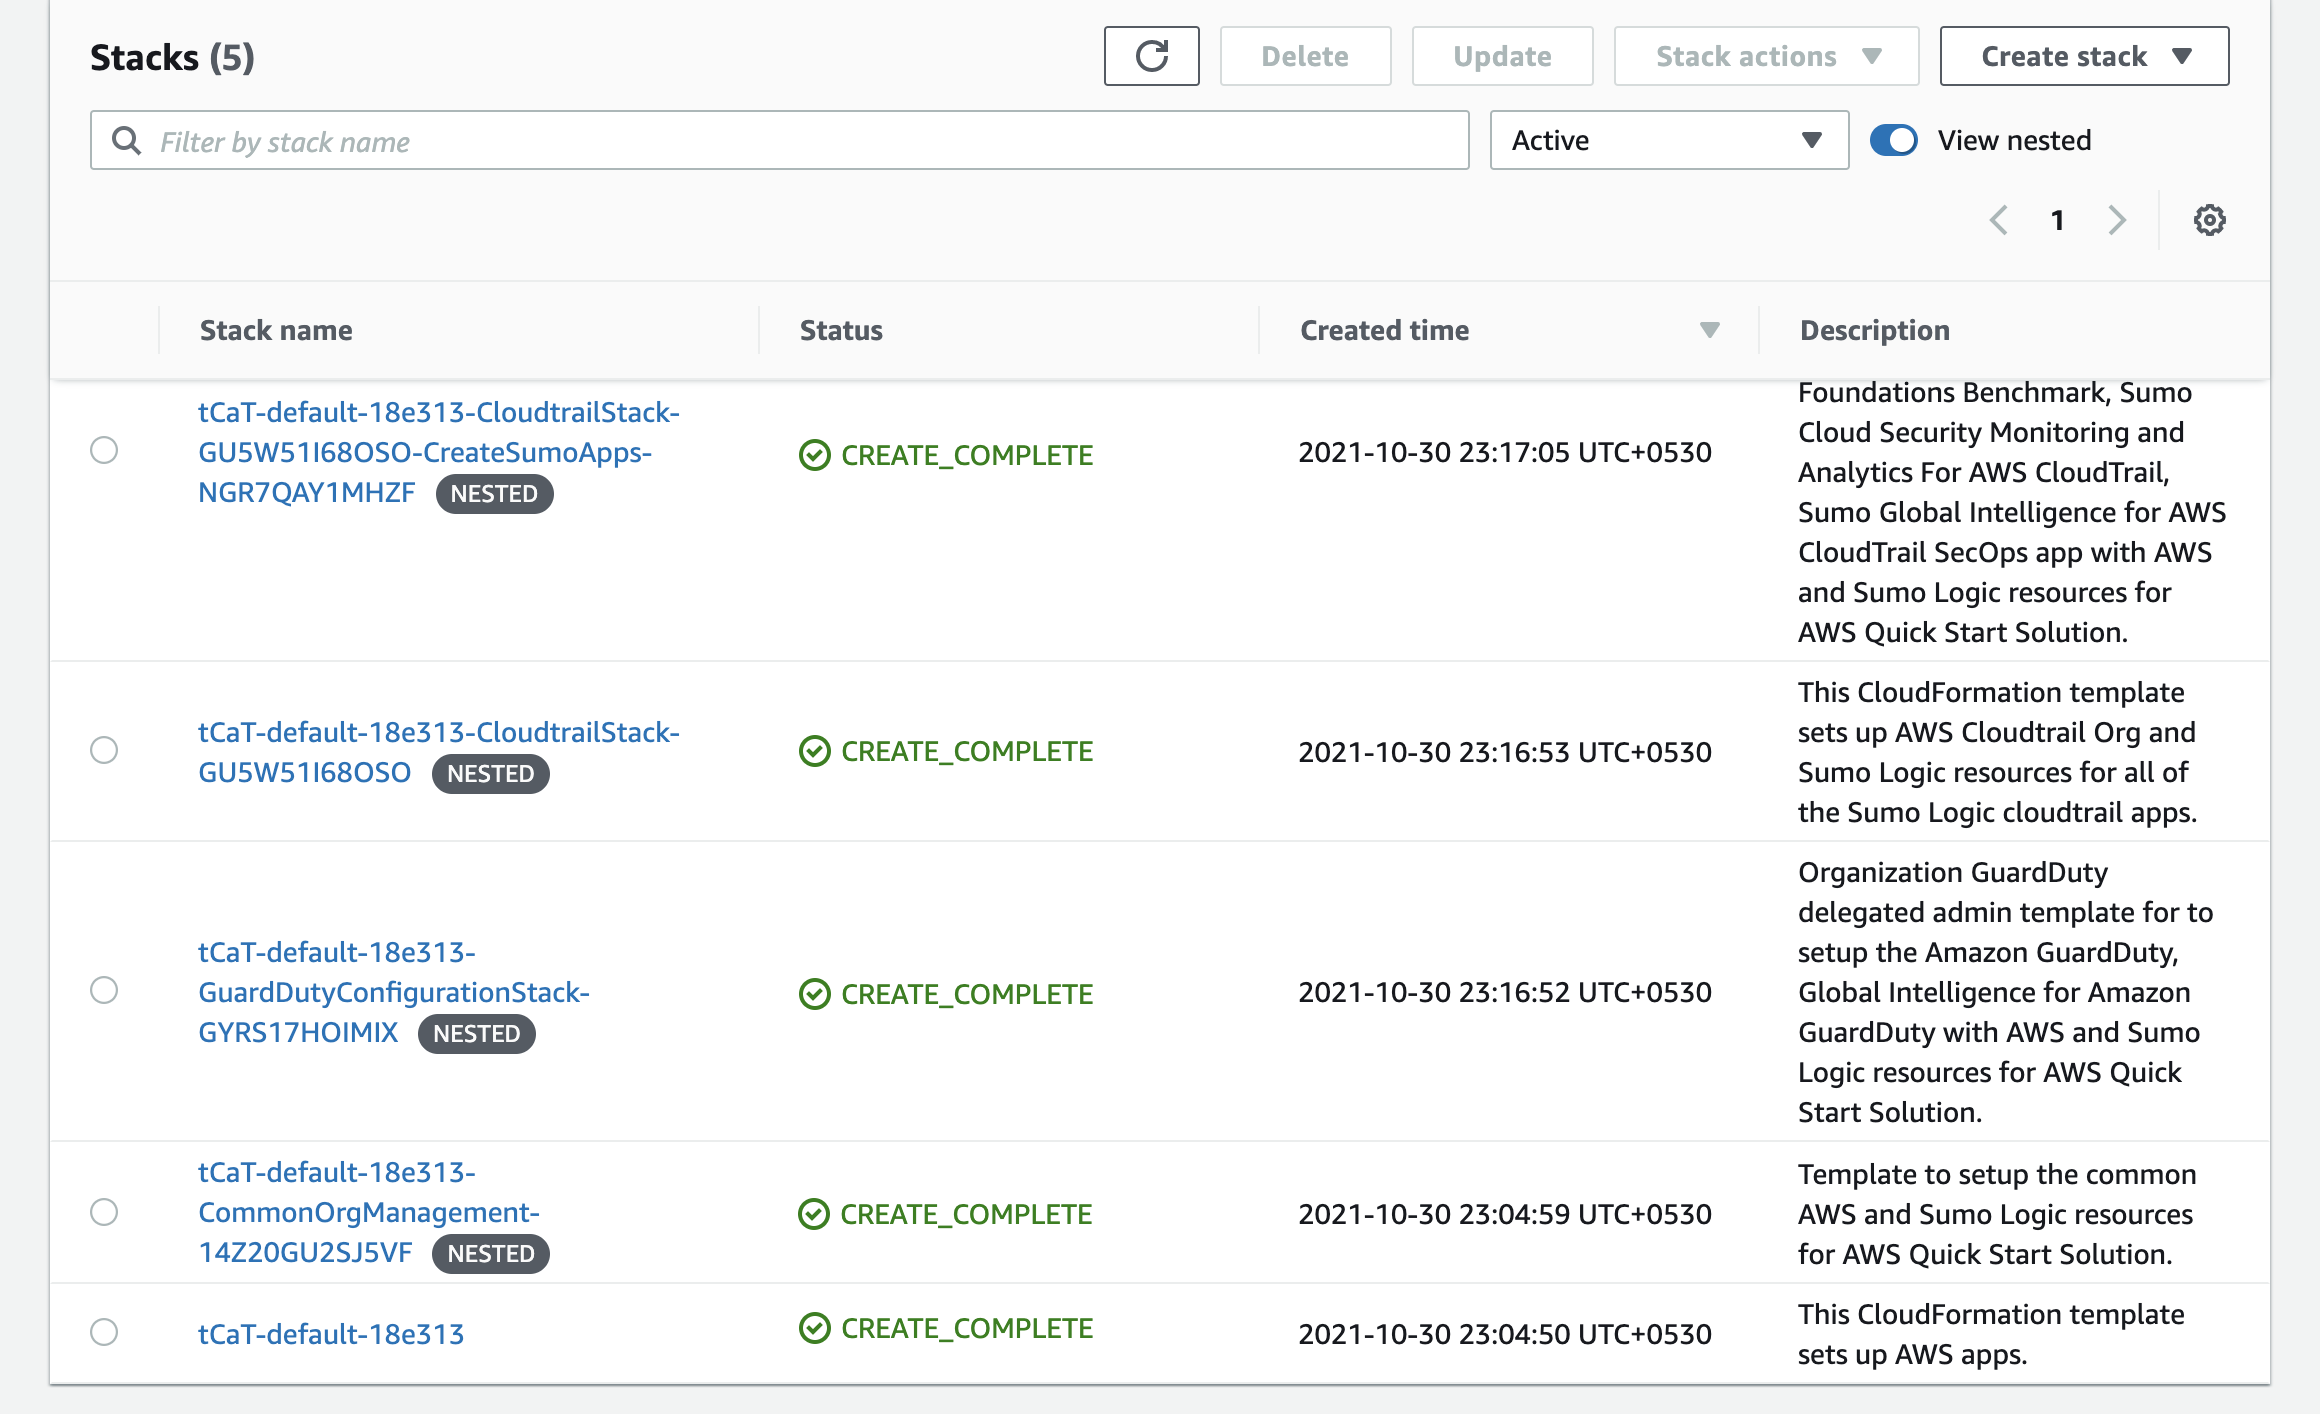 Stacks (5)
Delete
Update
Stack actions
Create stack
Filter by stack name
Active
View nested
1
Stack name
Status
Created time
Description
tCaT-default-18e313-CloudtrailStack-
GU5W51I68OSO-CreateSumoApps-
NGR7QAY1MHZF NESTED
CREATE_COMPLETE
2021-10-30 23:17:05 UTC+0530
Foundations Benchmark, Sumo
Cloud Security Monitoring and
Analytics For AWS CloudTrail,
Sumo Global Intelligence for AWS
CloudTrail SecOps app with AWS
and Sumo Logic resources for
AWS Quick Start Solution.
tCaT-default-18e313-CloudtrailStack-
GU5W51I68OSO NESTED
CREATE_COMPLETE
2021-10-30 23:16:53 UTC+0530
This CloudFormation template
sets up AWS Cloudtrail Org and
Sumo Logic resources for all of
the Sumo Logic cloudtrail apps.
tCaT-default-18e313-
GuardDutyConfigurationStack-
GYRS17HOIMIX NESTED
CREATE_COMPLETE
2021-10-30 23:16:52 UTC+0530
Organization GuardDuty
delegated admin template for to
setup the Amazon GuardDuty,
Global Intelligence for Amazon
GuardDuty with AWS and Sumo
Logic resources for AWS Quick
Start Solution.
tCaT-default-18e313-
CommonOrgManagement-
14Z20GU2SJ5VF NESTED
CREATE_COMPLETE
2021-10-30 23:04:59 UTC+0530
Template to setup the common
AWS and Sumo Logic resources
for AWS Quick Start Solution.
tCaT-default-18e313
CREATE_COMPLETE
2021-10-30 23:04:50 UTC+0530
This CloudFormation template
sets up AWS apps.